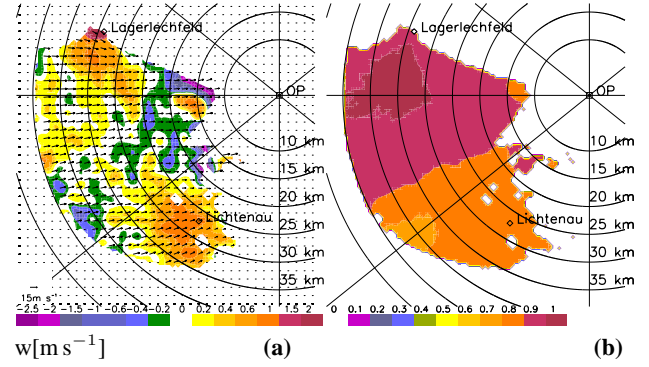 Lagerlechfeld
OP
10 km
15 km
20 km
25 km
30 km
35 km
Lichtenau
15m s⁻¹
-2.5 -2 -1.5 -1 -0.6 -0.4 -0.2 0 0.2 0.4 0.6 1 1.5 2
w[m s⁻¹]
(a)
Lagerlechfeld
OP
10 km
15 km
20 km
25 km
30 km
35 km
Lichtenau
0 0.1 0.2 0.3 0.4 0.5 0.6 0.7 0.8 0.9 1
(b)